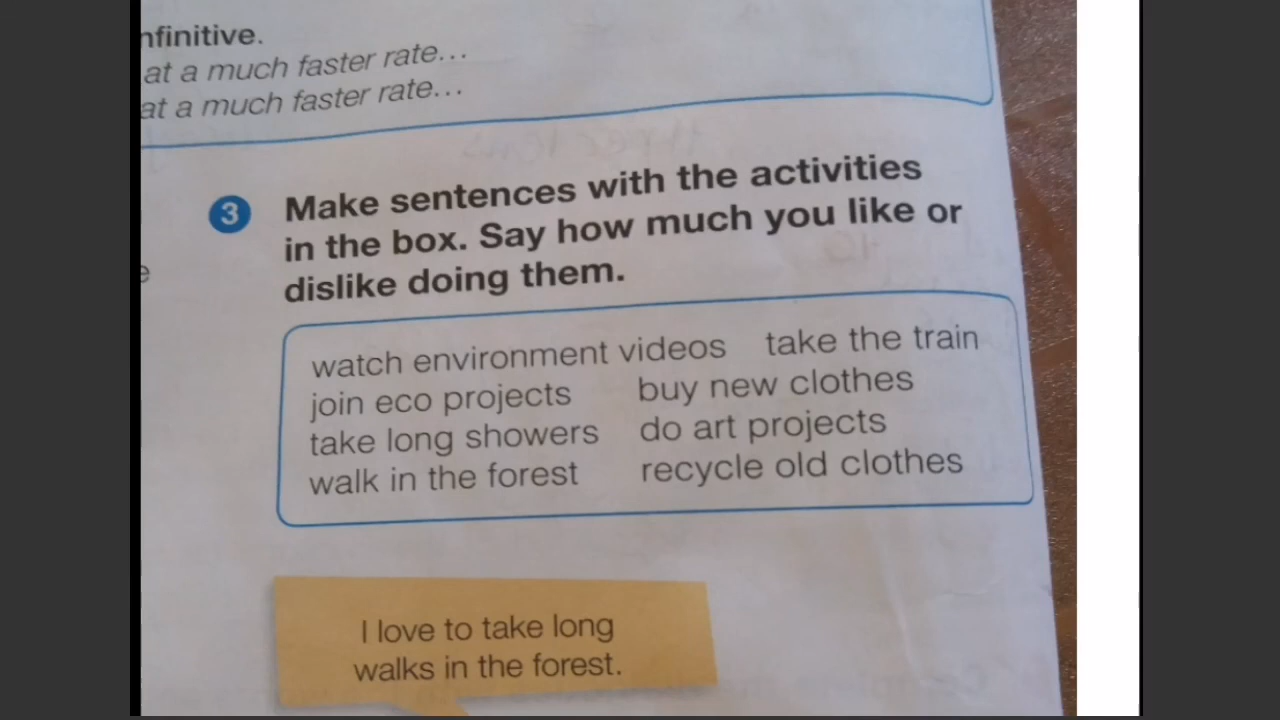 nfinitive.
at a much faster rate...
at a much faster rate...
3 Make sentences with the activities
in the box. Say how much you like or
dislike doing them.
e
watch environment videos take the train
join eco projects buy new clothes
take long showers do art projects
walk in the forest recycle old clothes
I love to take long
walks in the forest.